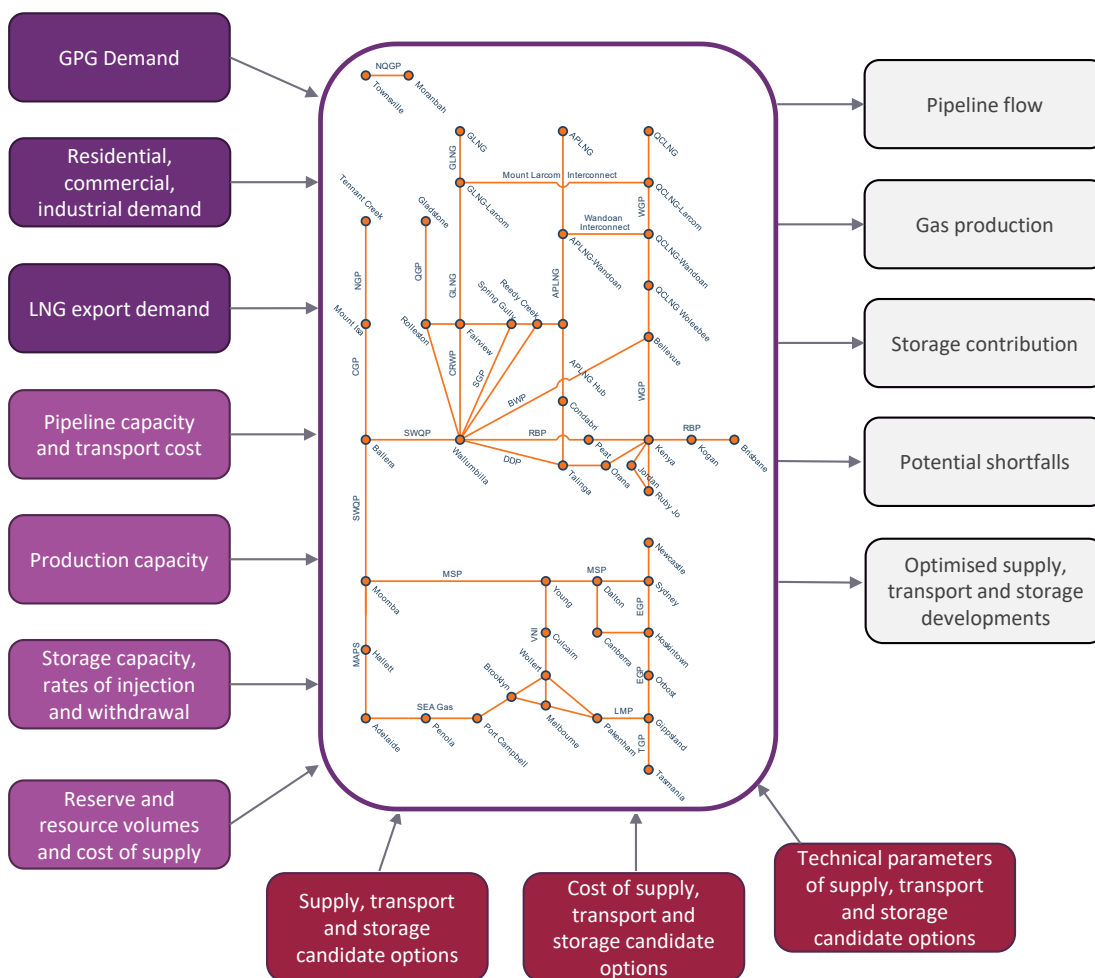 GPG Demand
Residential,
commercial,
industrial demand
LNG export demand
Pipeline capacity
and transport cost
Production capacity
Storage capacity,
rates of injection
and withdrawal
Reserve and
resource volumes
and cost of supply
NQGP
Townsville
Moranbah
GLNG
APLNG
QCLNG
GLNG
Mount Larcom Interconnect
GLNG-Larcom
QCLNG-Larcom
WGP
Tennant Creek
Gladstone
Wandoan
Interconnect
APLNG-Wandoan
QCLNG-Wandoan
NGP
QGP
GLNG
APLNG
Spring Gully
Reedy Creek
QCLNG Woleebee
Mount Isa
Rolleston
Fairview
Bellevue
CGP
CRWP
SGP
APLNG Hub
BWP
WGP
Condabri
SWQP
RBP
RBP
Ballera
Wallumbilla
Peat
Kenya
Kogan
Brisbane
DDP
Talinga
Orana
Jordan
Ruby Jo
SWQP
Newcastle
MSP
MSP
Moomba
Young
Dalton
Sydney
EGP
VNI
Culcairn
Canberra
Hoskintown
MAPS
Hallett
Wollert
EGP
Orbost
Brooklyn
SEA Gas
LMP
Adelaide
Penola
Port Campbell
Melbourne
Pakenham
Gippsland
TGP
Tasmania
Pipeline flow
Gas production
Storage contribution
Potential shortfalls
Optimised supply,
transport and storage
developments
Supply, transport
and storage
candidate options
Cost of supply,
transport and
storage candidate
options
Technical parameters
of supply, transport
and storage
candidate options